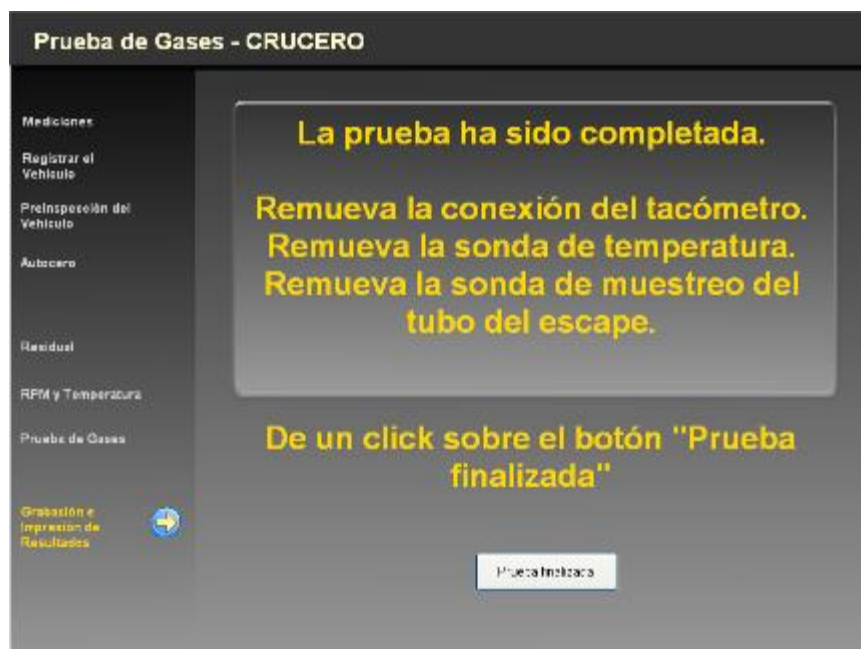 Prueba de Gases - CRUCERO
Mediciones
Registrar el
Vehículo
Preinspección del
Vehículo
Autocero
Residual
RPM y Temperatura
Prueba de Gases
Grabación e
Impresión de
Resultados
La prueba ha sido completada.
Remueva la conexión del tacómetro.
Remueva la sonda de temperatura.
Remueva la sonda de muestreo del
tubo del escape.
De un click sobre el botón "Prueba
finalizada"
Prueba finalizada